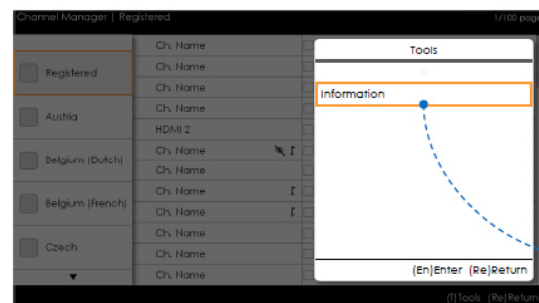 Channel Manager | Registered
1/100 page
Registered
Austria
Belgium (Dutch)
Belgium (French)
Czech
Ch. Name
Ch. Name
Ch. Name
Ch. Name
HDMI 2
Ch. Name
Ch. Name
Ch. Name
Ch. Name
Ch. Name
Ch. Name
Ch. Name
Tools
Information
(En)Enter (Re)Return
(T)Tools (Re)Return